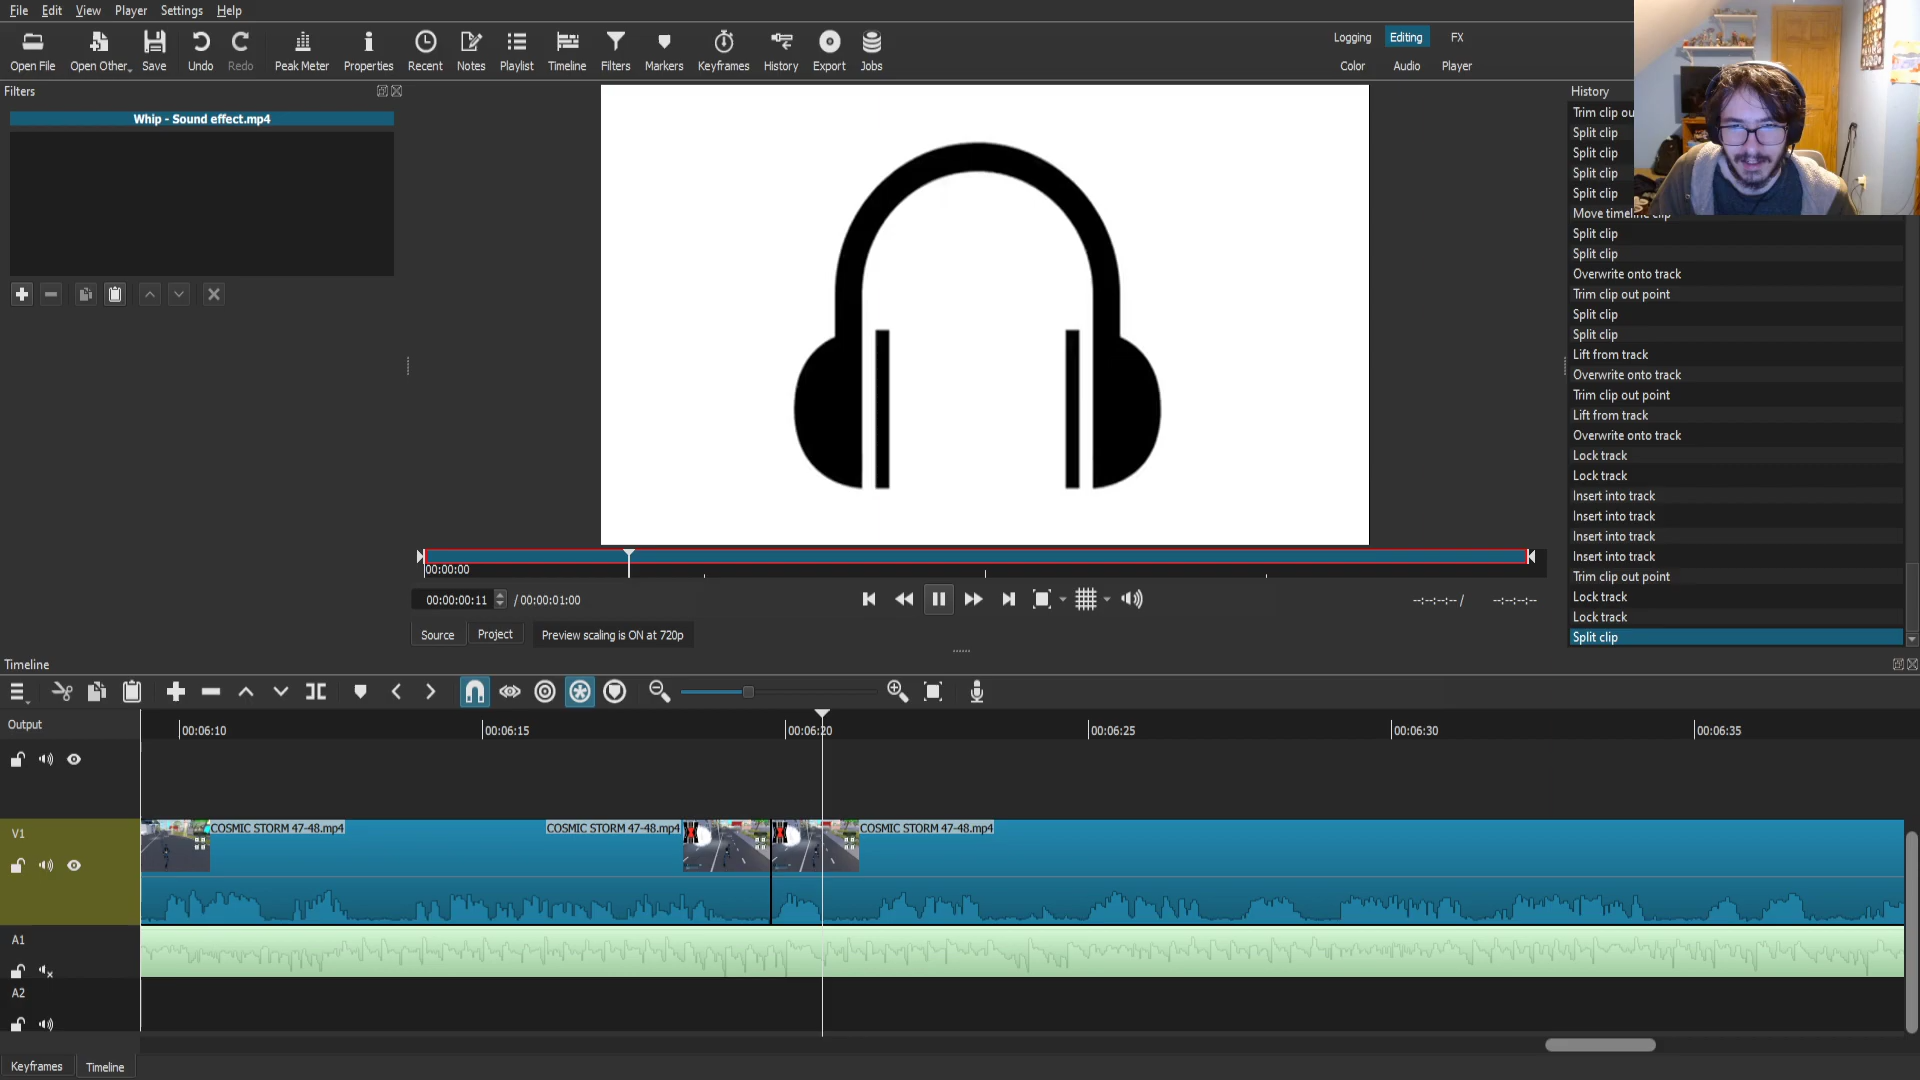 File Edit View Player Settings Help
Open File Open Other Save Undo Redo Peak Meter Properties Recent Notes Playlist Timeline Filters Markers Keyframes History Export Jobs
Logging Editing FX
Color Audio Player
Filters
Whip - Sound effect.mp4
History
Trim clip ou
Split clip
Split clip
Split clip
Split clip
Move timeline clip
Split clip
Split clip
Overwrite onto track
Trim clip out point
Split clip
Split clip
Lift from track
Overwrite onto track
Trim clip out point
Lift from track
Overwrite onto track
Lock track
Lock track
Insert into track
Insert into track
Insert into track
Insert into track
Trim clip out point
Lock track
Lock track
Split clip
00:00:00
00:00:00:11 / 00:00:01:00
--:--:--:-- / --:--:--:--
Source Project Preview scaling is ON at 720p
Timeline
Output
00:06:10 00:06:15 00:06:20 00:06:25 00:06:30 00:06:35
V1
COSMIC STORM 47-48.mp4 COSMIC STORM 47-48.mp4 COSMIC STORM 47-48.mp4
A1
A2
Keyframes Timeline